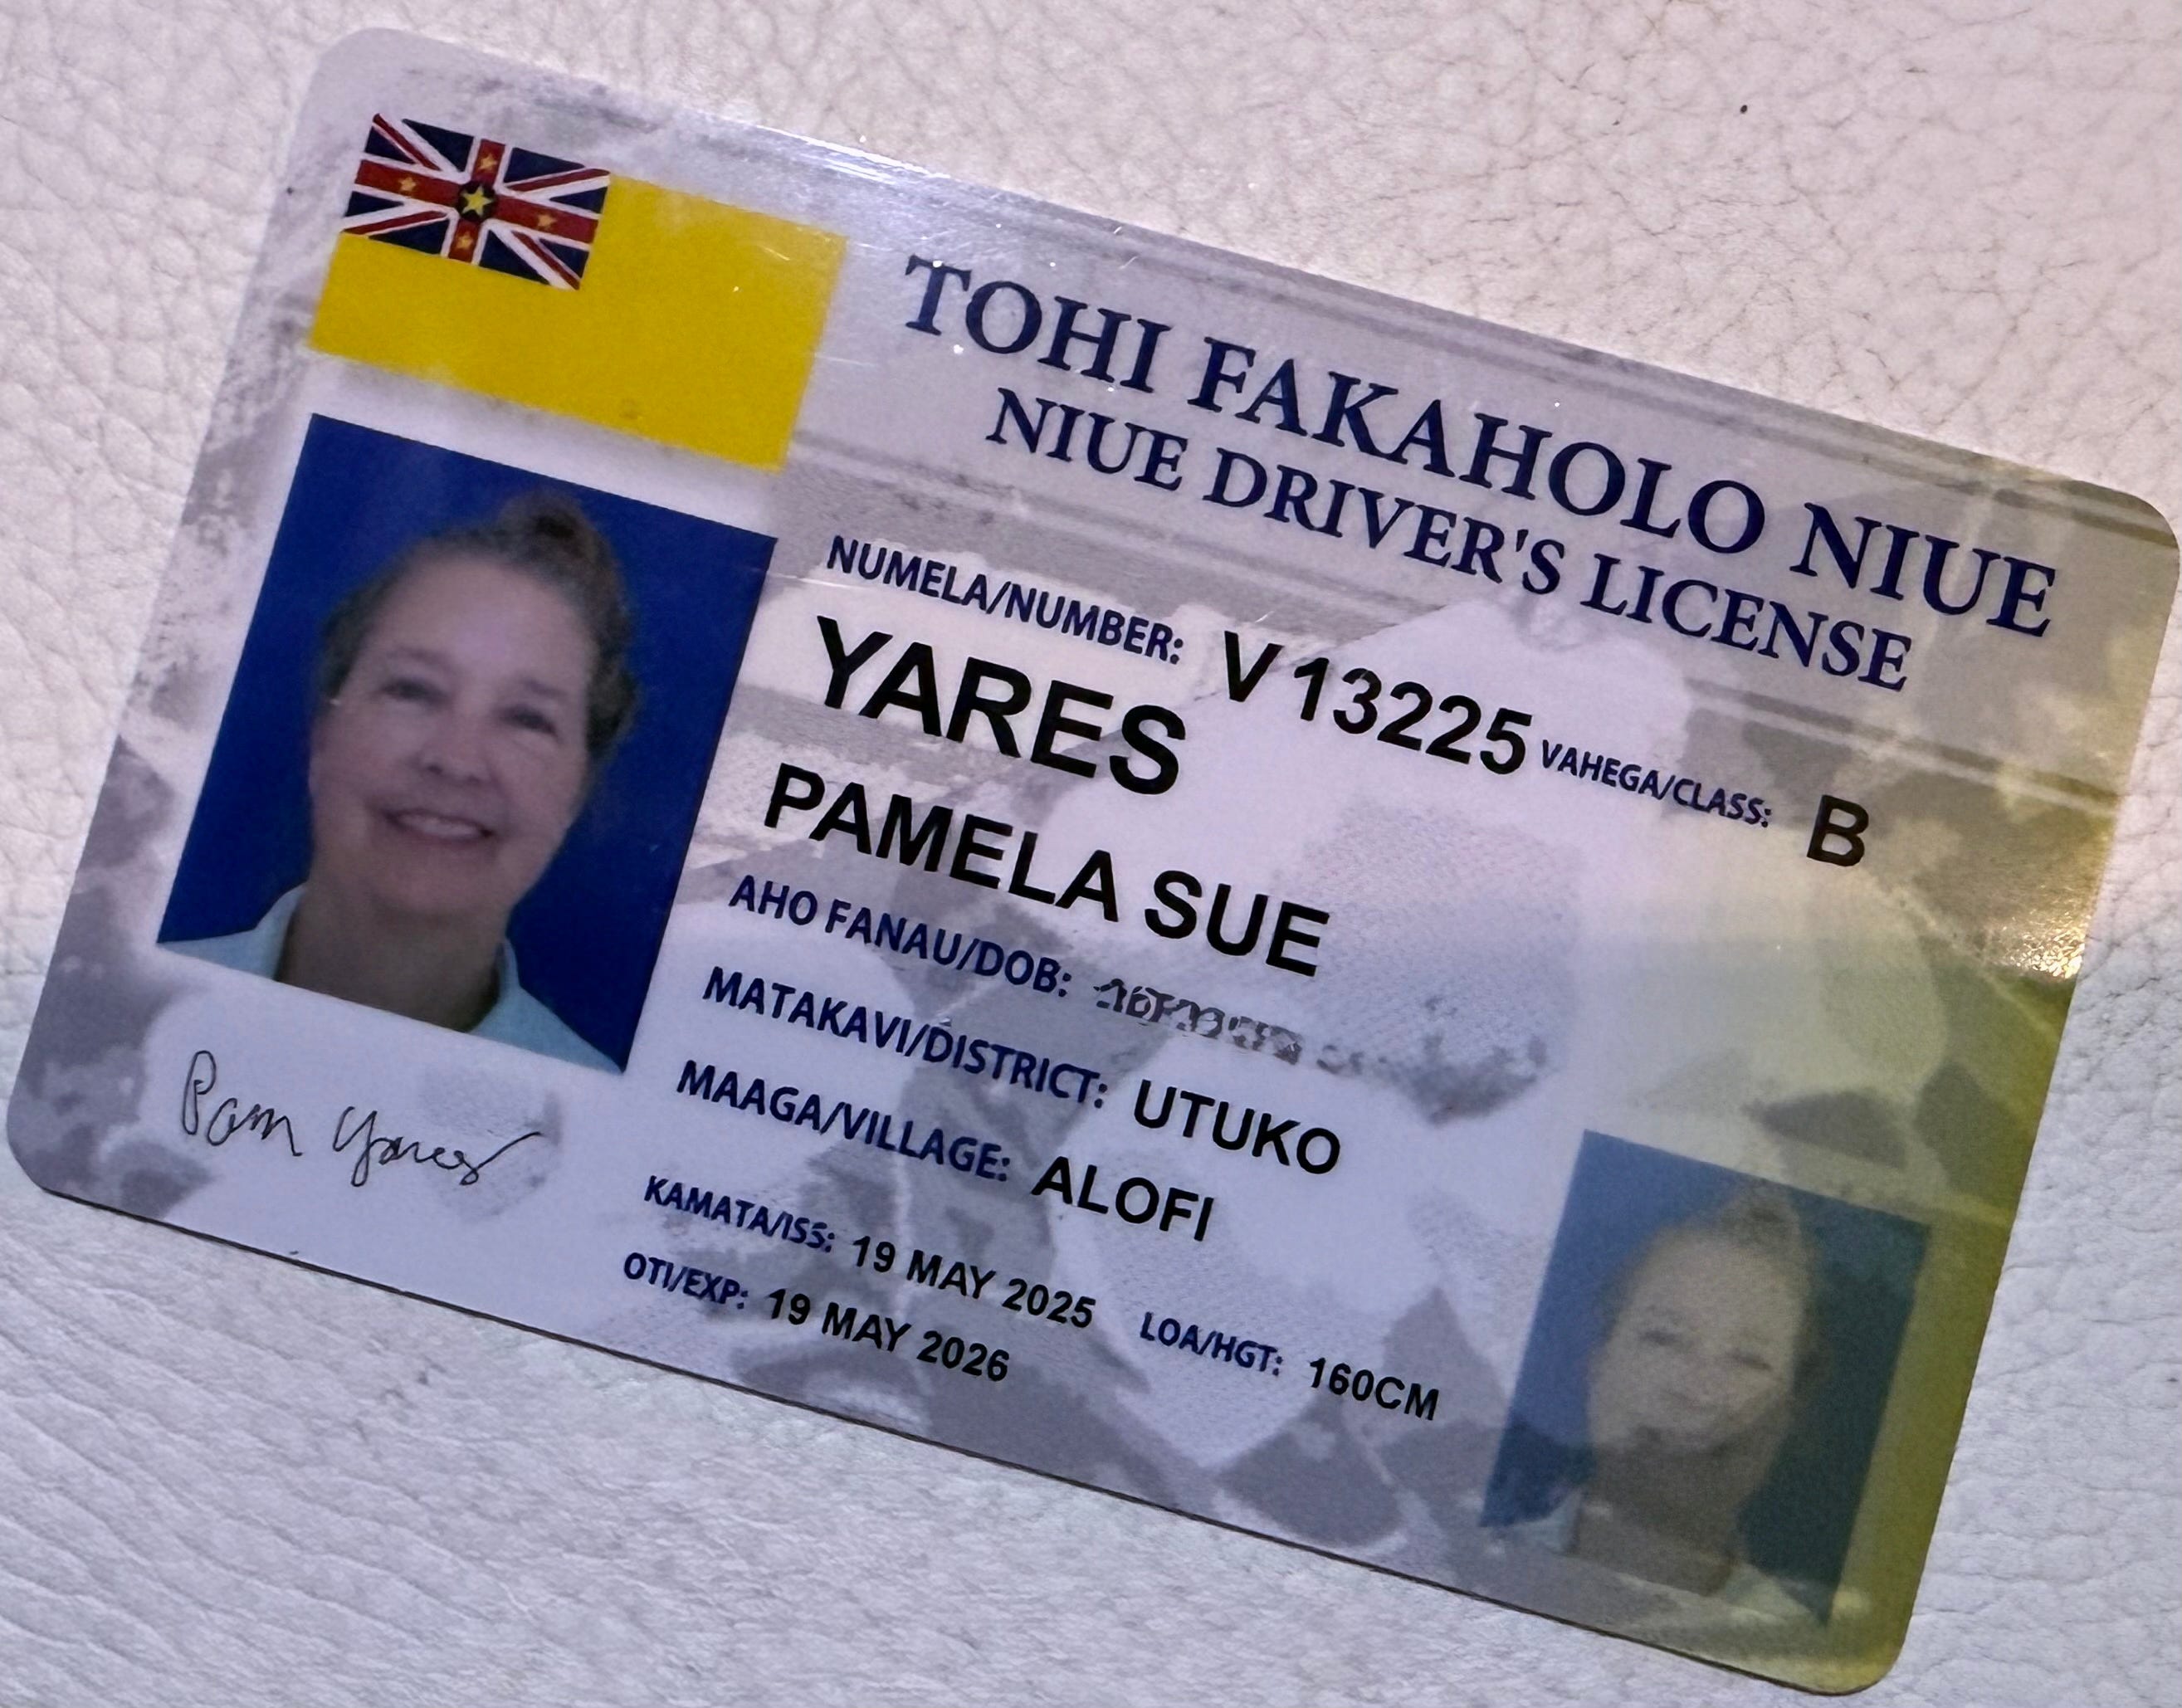 TOHI FAKAHOLO NIUE
NIUE DRIVER'S LICENSE
NUMELA/NUMBER: V 13225 VAHEGA/CLASS: B
YARES
PAMELA SUE
AHO FANAU/DOB:
MATAKAVI/DISTRICT: UTUKO
MAAGA/VILLAGE: ALOFI
KAMATA/ISS: 19 MAY 2025 LOA/HGT: 160CM
OTI/EXP: 19 MAY 2026
Pam Yares